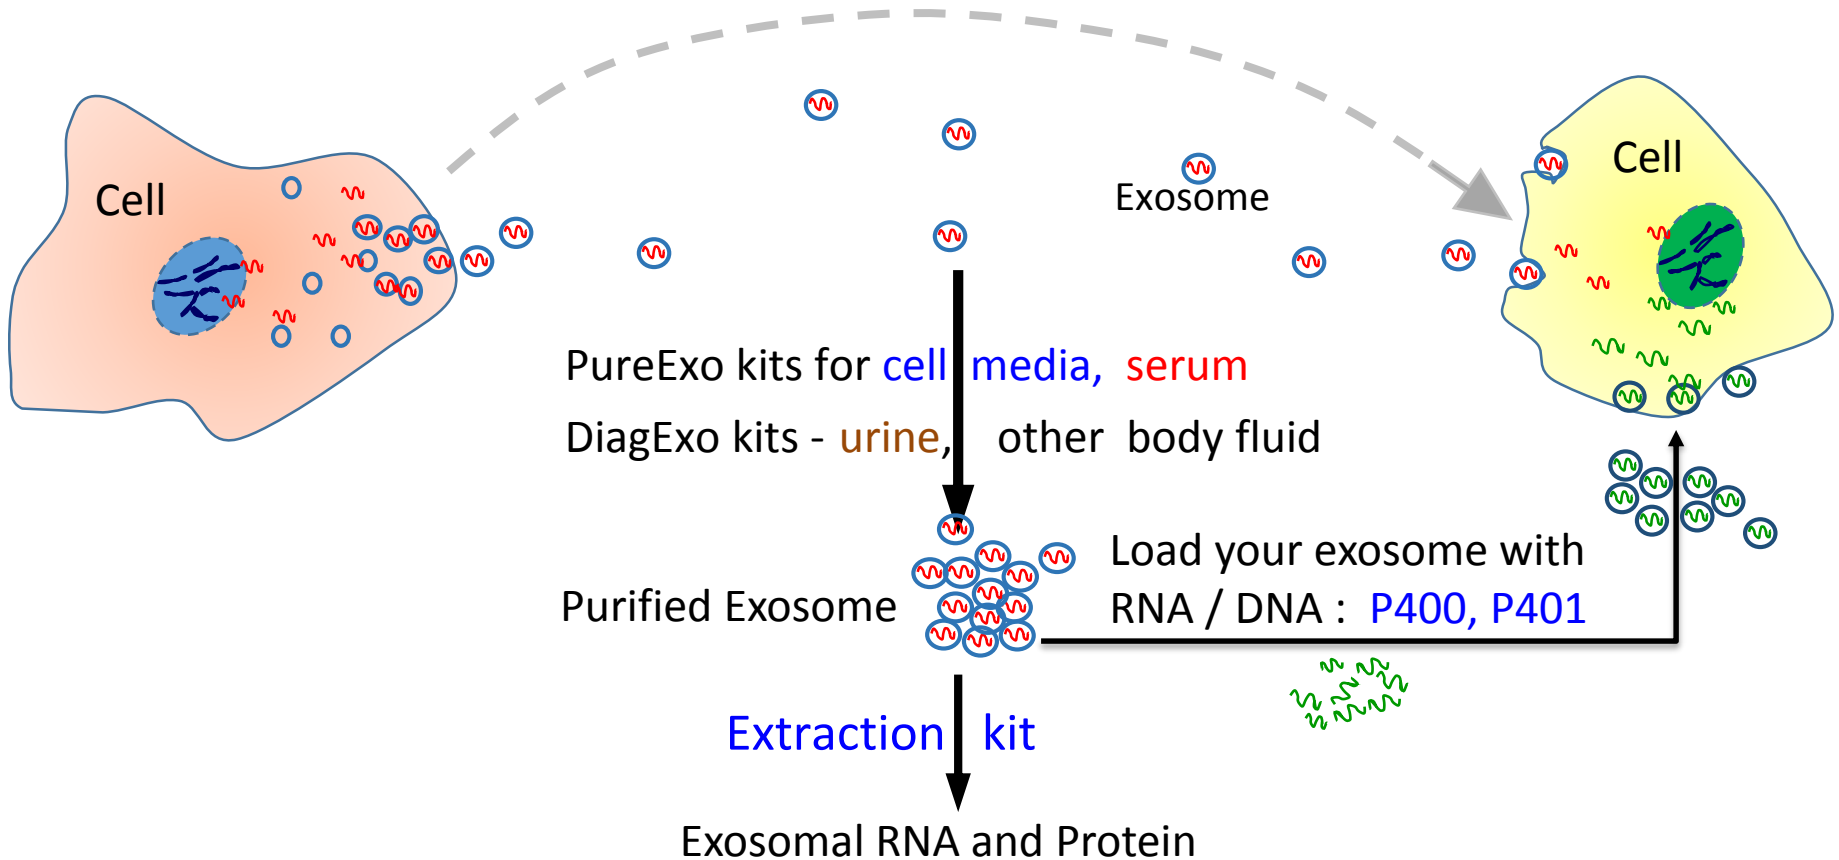 Cell
Cell
Exosome
PureExo kits for cell media, serum
DiagExo kits - urine, other body fluid
Load your exosome with
RNA / DNA : P400, P401
Purified Exosome
Extraction kit
Exosomal RNA and Protein